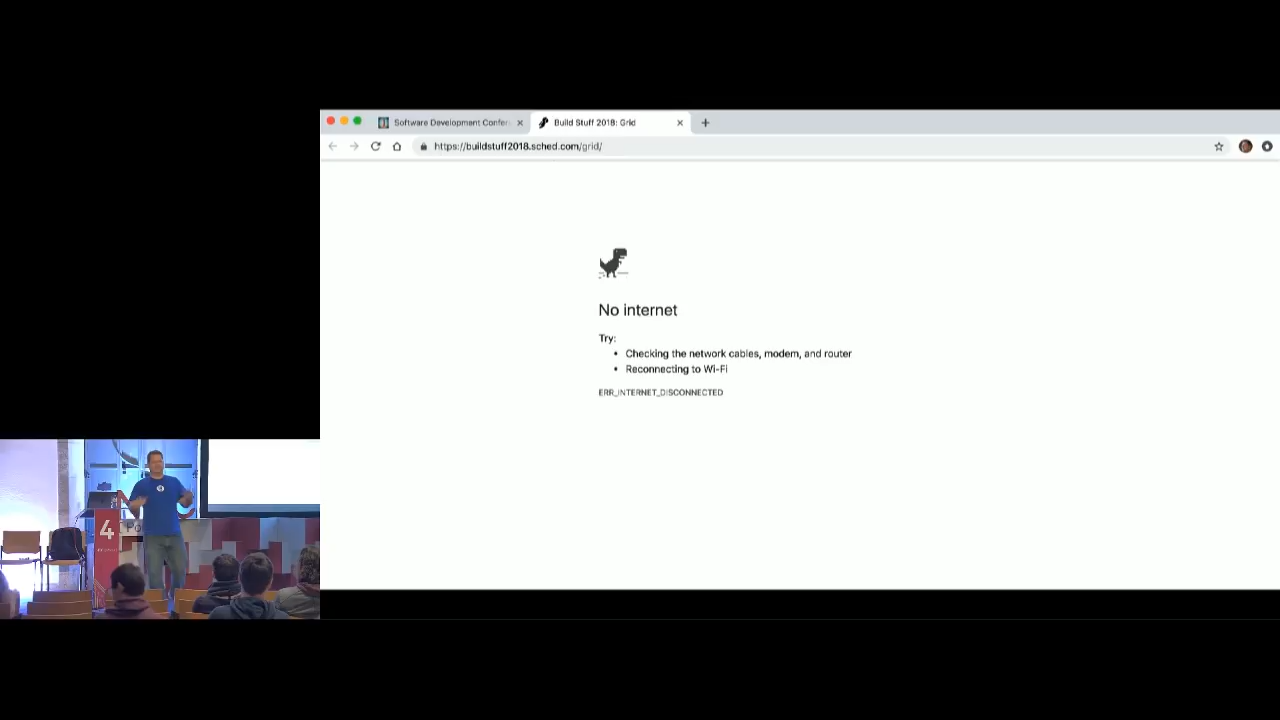 Software Development Confer
Build Stuff 2018: Grid
https://buildstuff2018.sched.com/grid/
No internet
Try:
• Checking the network cables, modem, and router
• Reconnecting to Wi-Fi
ERR_INTERNET_DISCONNECTED
4
Po